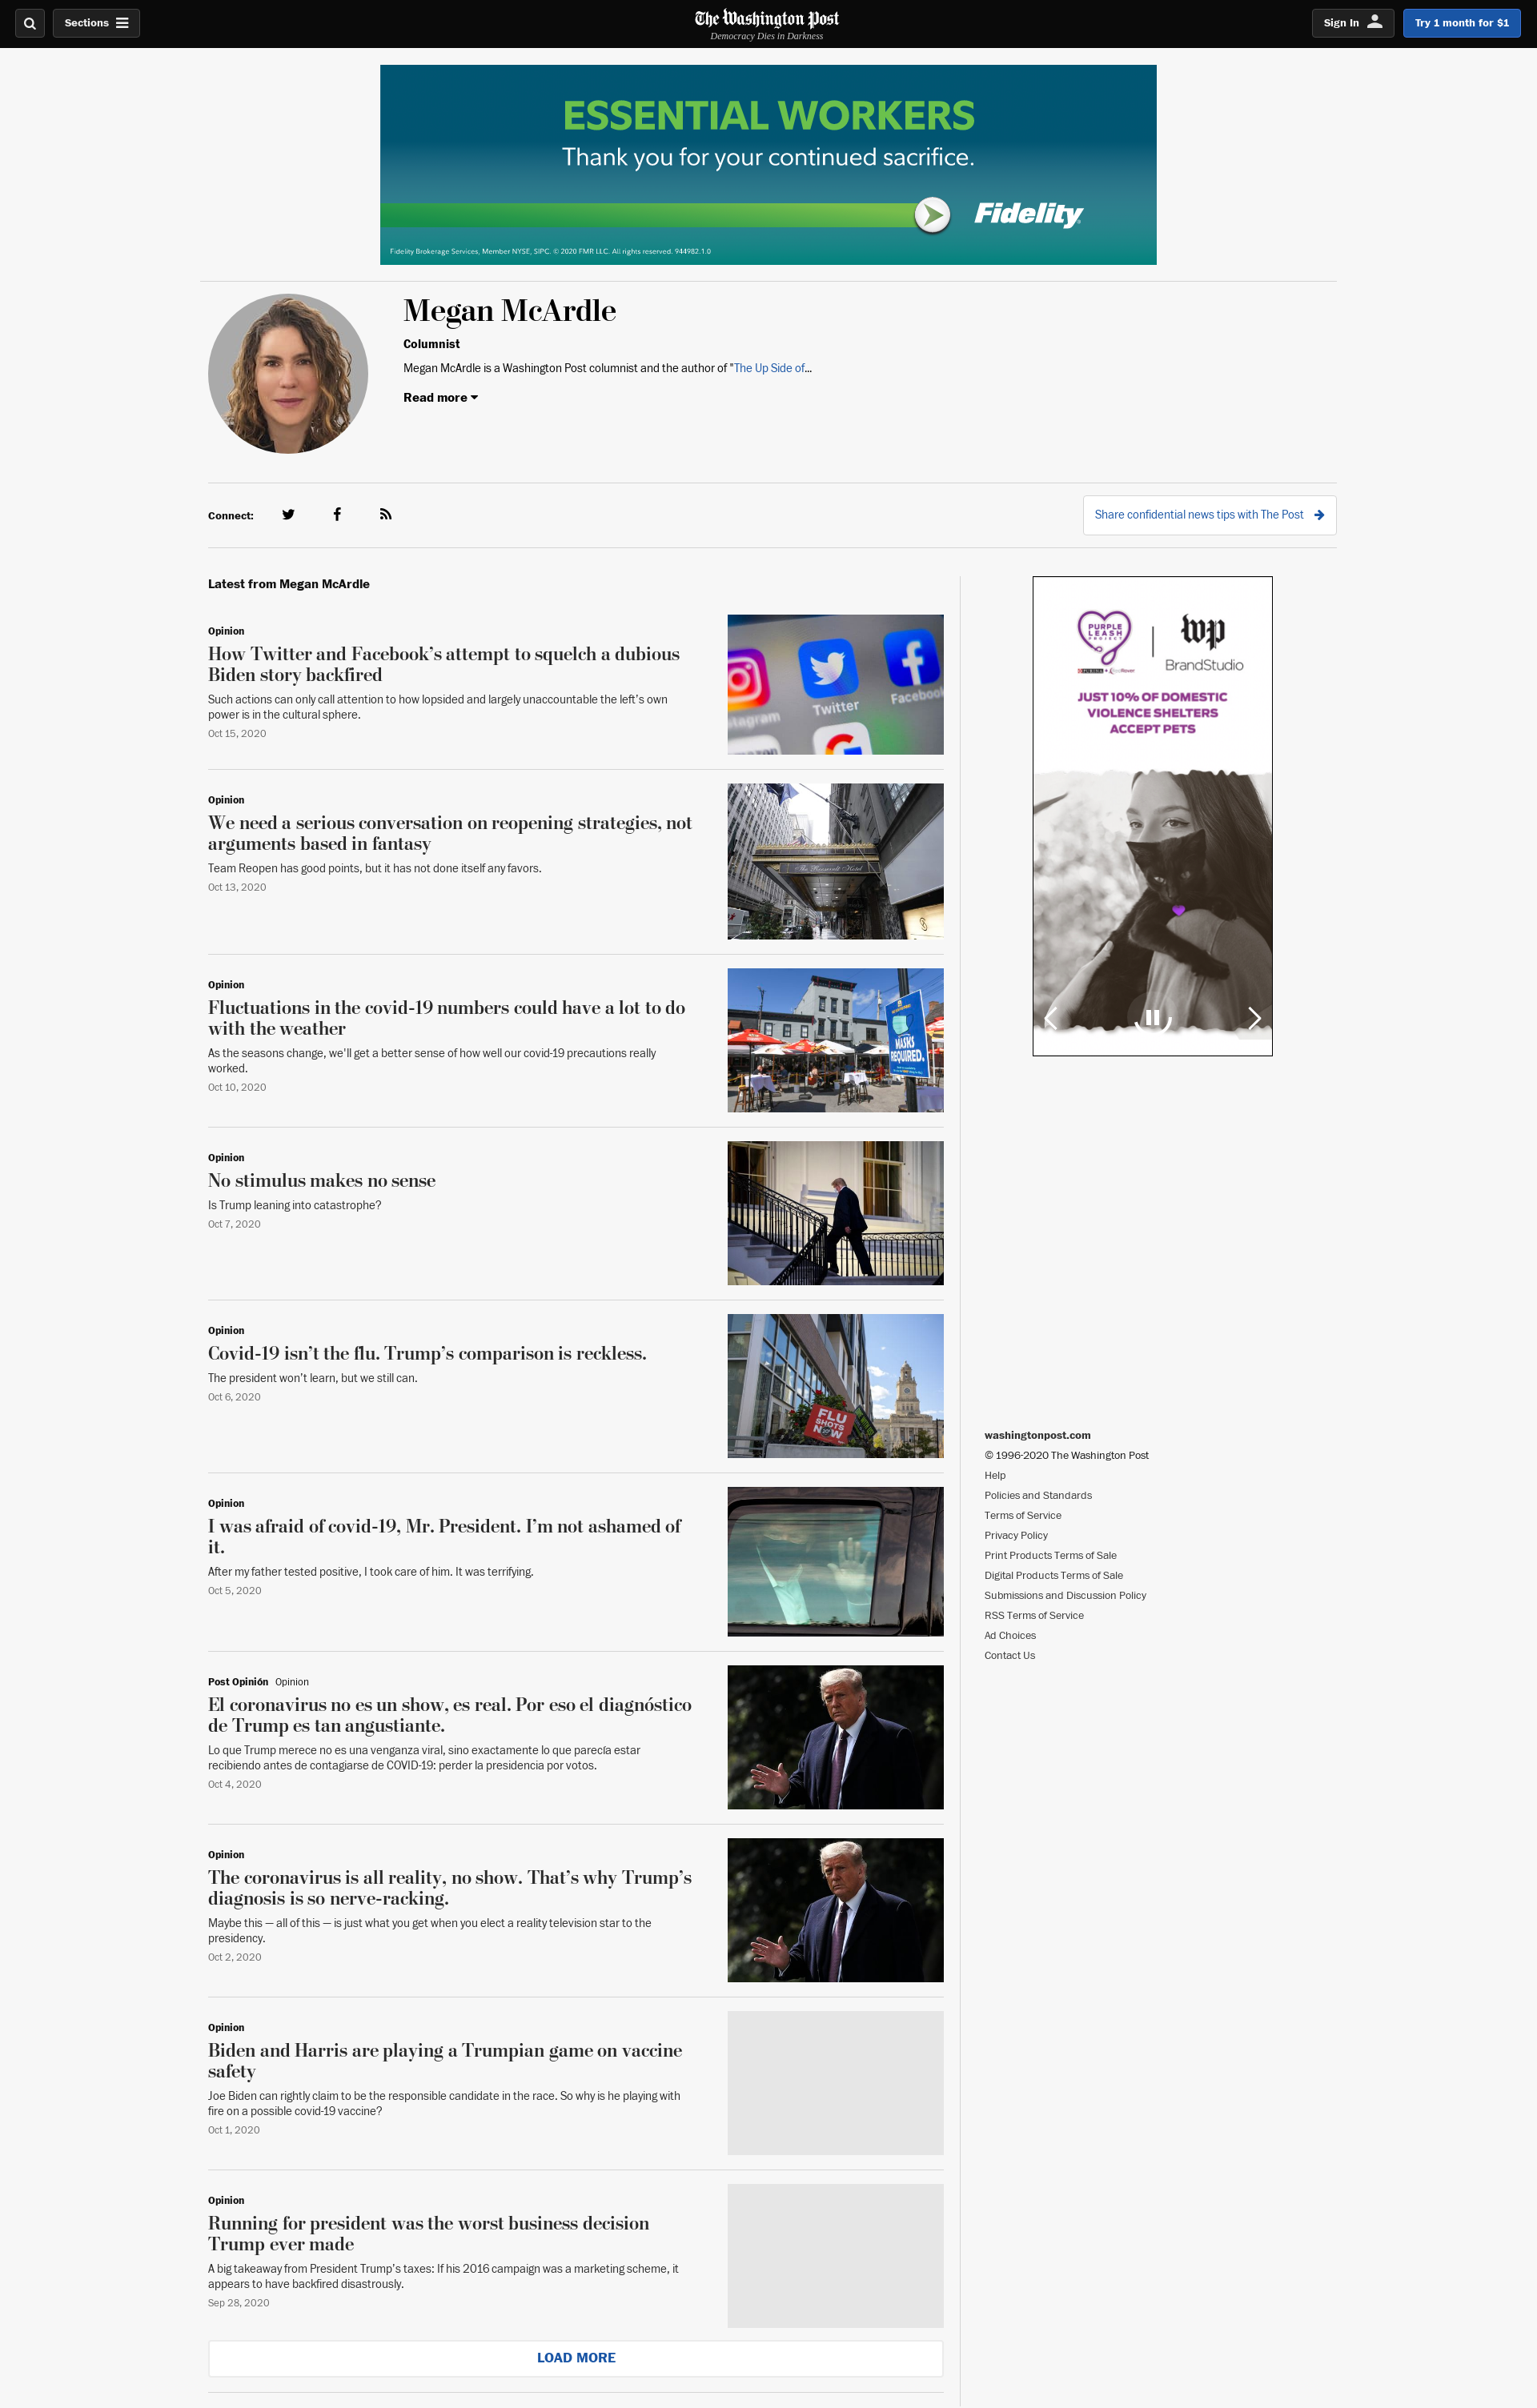 Sections
The Washington Post
Democracy Dies in Darkness
Sign In
Try 1 month for $1
ESSENTIAL WORKERS
Thank you for your continued sacrifice.
Fidelity
Fidelity Brokerage Services, Member NYSE, SIPC. © 2020 FMR LLC. All rights reserved. 944982.1.0
Megan McArdle
Columnist
Megan McArdle is a Washington Post columnist and the author of "The Up Side of...
Read more
Connect:
Share confidential news tips with The Post
Latest from Megan McArdle
Opinion
How Twitter and Facebook’s attempt to squelch a dubious
Biden story backfired
Such actions can only call attention to how lopsided and largely unaccountable the left’s own
power is in the cultural sphere.
Oct 15, 2020
Twitter
Facebook
Opinion
We need a serious conversation on reopening strategies, not
arguments based in fantasy
Team Reopen has good points, but it has not done itself any favors.
Oct 13, 2020
The Roosevelt Hotel
Opinion
Fluctuations in the covid-19 numbers could have a lot to do
with the weather
As the seasons change, we'll get a better sense of how well our covid-19 precautions really
worked.
Oct 10, 2020
MASKS
REQUIRED.
Opinion
No stimulus makes no sense
Is Trump leaning into catastrophe?
Oct 7, 2020
Opinion
Covid-19 isn’t the flu. Trump’s comparison is reckless.
The president won’t learn, but we still can.
Oct 6, 2020
FLU
SHOTS
NOW
Opinion
I was afraid of covid-19, Mr. President. I’m not ashamed of
it.
After my father tested positive, I took care of him. It was terrifying.
Oct 5, 2020
Post Opinión Opinion
El coronavirus no es un show, es real. Por eso el diagnóstico
de Trump es tan angustiante.
Lo que Trump merece no es una venganza viral, sino exactamente lo que parecía estar
recibiendo antes de contagiarse de COVID-19: perder la presidencia por votos.
Oct 4, 2020
Opinion
The coronavirus is all reality, no show. That’s why Trump’s
diagnosis is so nerve-racking.
Maybe this — all of this — is just what you get when you elect a reality television star to the
presidency.
Oct 2, 2020
Opinion
Biden and Harris are playing a Trumpian game on vaccine
safety
Joe Biden can rightly claim to be the responsible candidate in the race. So why is he playing with
fire on a possible covid-19 vaccine?
Oct 1, 2020
Opinion
Running for president was the worst business decision
Trump ever made
A big takeaway from President Trump’s taxes: If his 2016 campaign was a marketing scheme, it
appears to have backfired disastrously.
Sep 28, 2020
LOAD MORE
PURPLE
LEASH
PROJECT
PURINA
wp
BrandStudio
JUST 10% OF DOMESTIC
VIOLENCE SHELTERS
ACCEPT PETS
washingtonpost.com
© 1996-2020 The Washington Post
Help
Policies and Standards
Terms of Service
Privacy Policy
Print Products Terms of Sale
Digital Products Terms of Sale
Submissions and Discussion Policy
RSS Terms of Service
Ad Choices
Contact Us